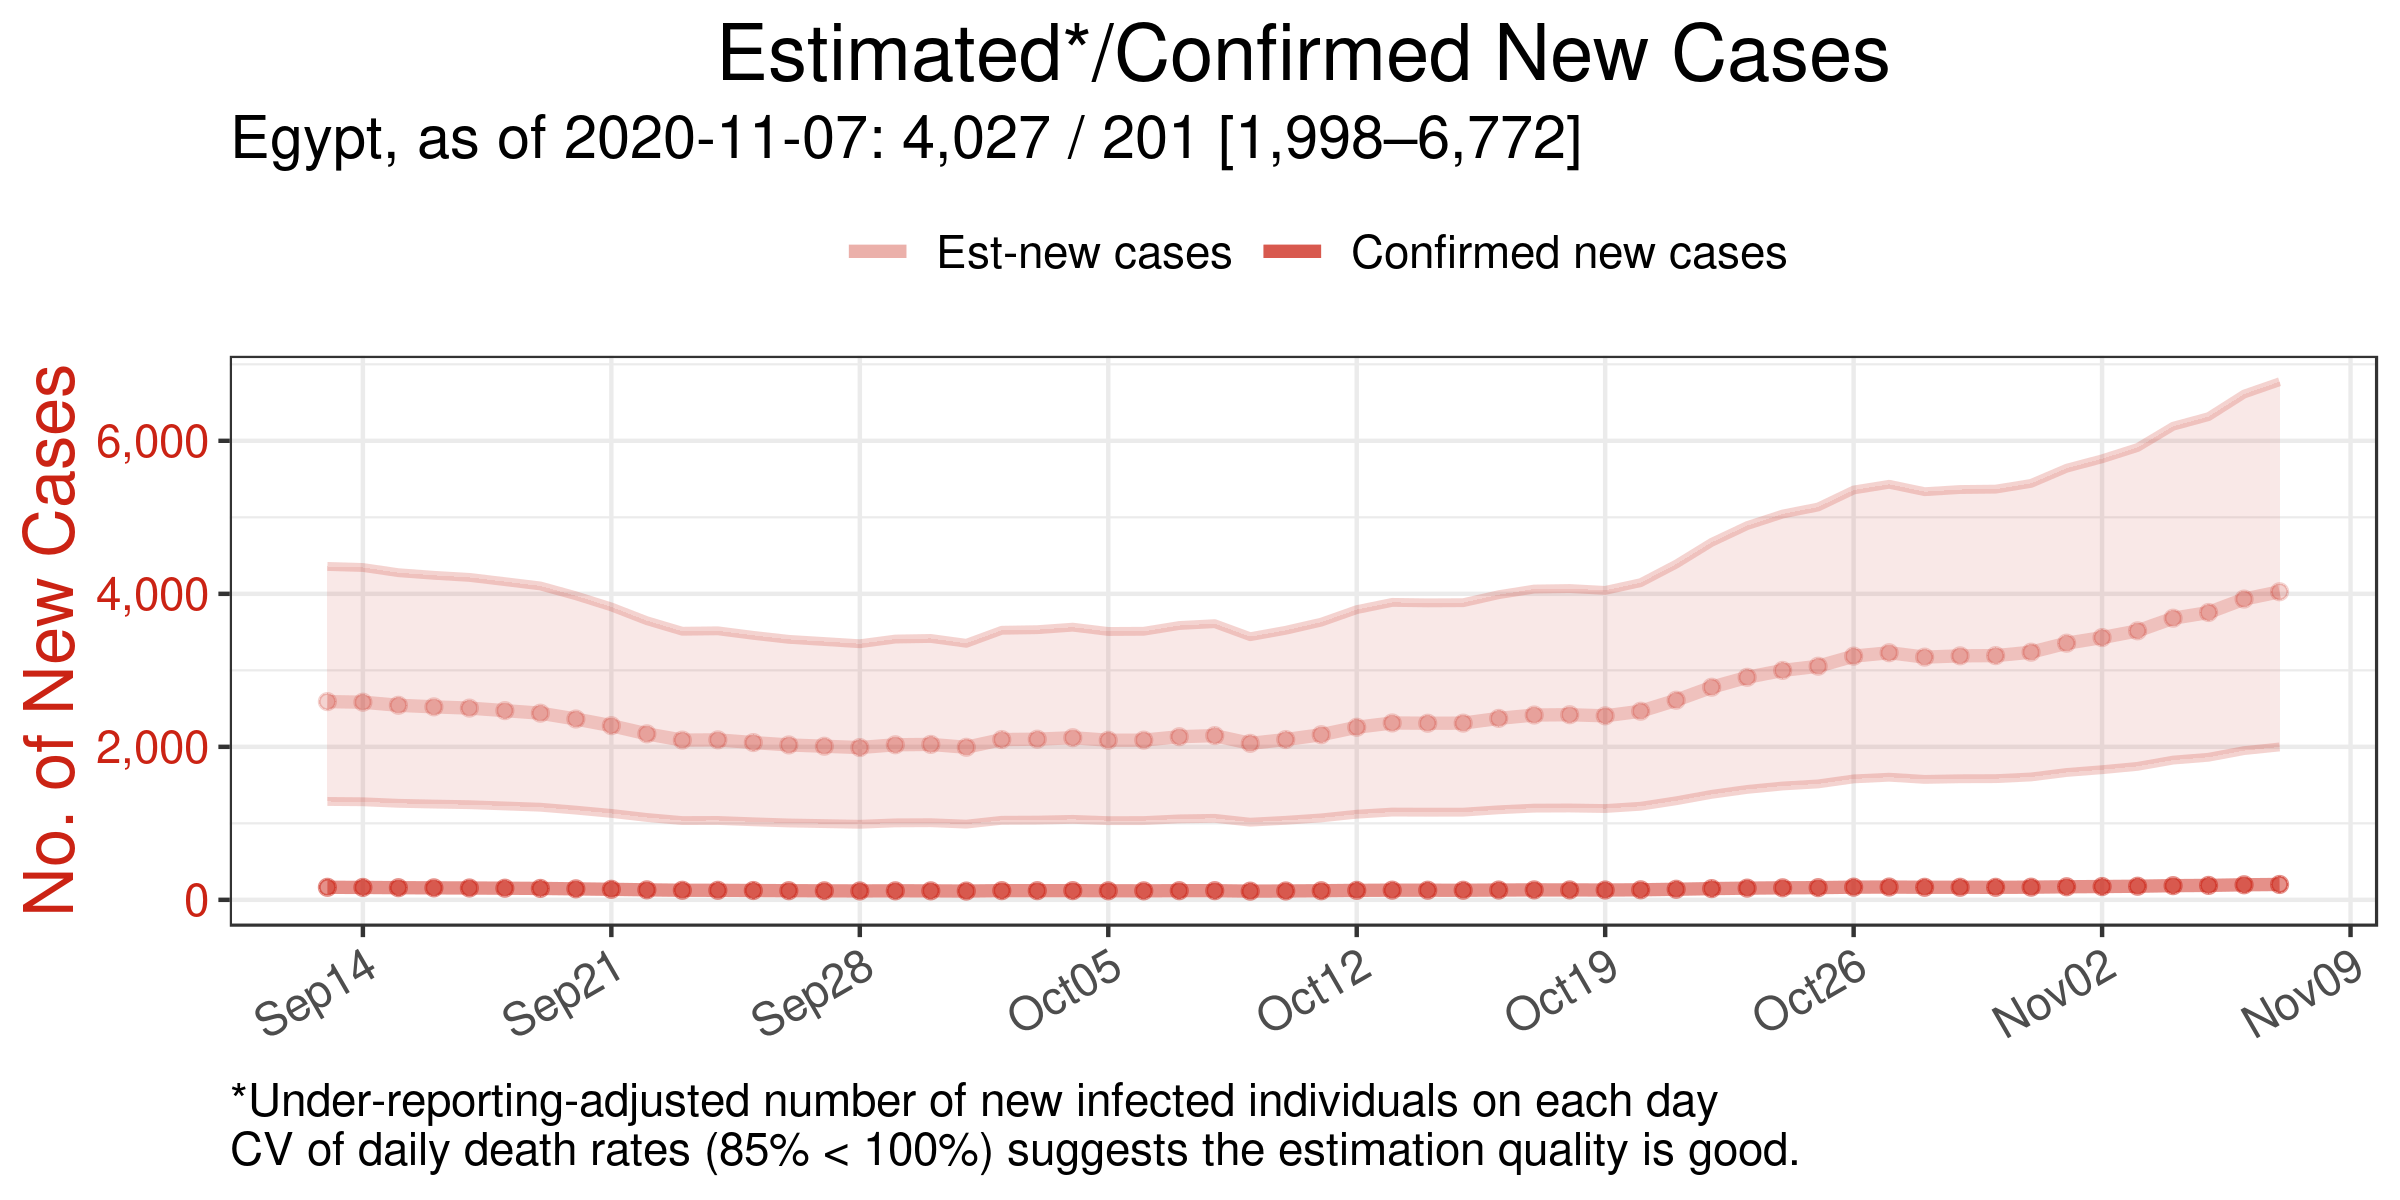 Estimated*/Confirmed New Cases
Egypt, as of 2020-11-07: 4,027 / 201 [1,998–6,772]
Est-new cases
Confirmed new cases
No. of New Cases
6,000
4,000
2,000
0
Sep14
Sep21
Sep28
Oct05
Oct12
Oct19
Oct26
Nov02
Nov09
*Under-reporting-adjusted number of new infected individuals on each day
CV of daily death rates (85% < 100%) suggests the estimation quality is good.